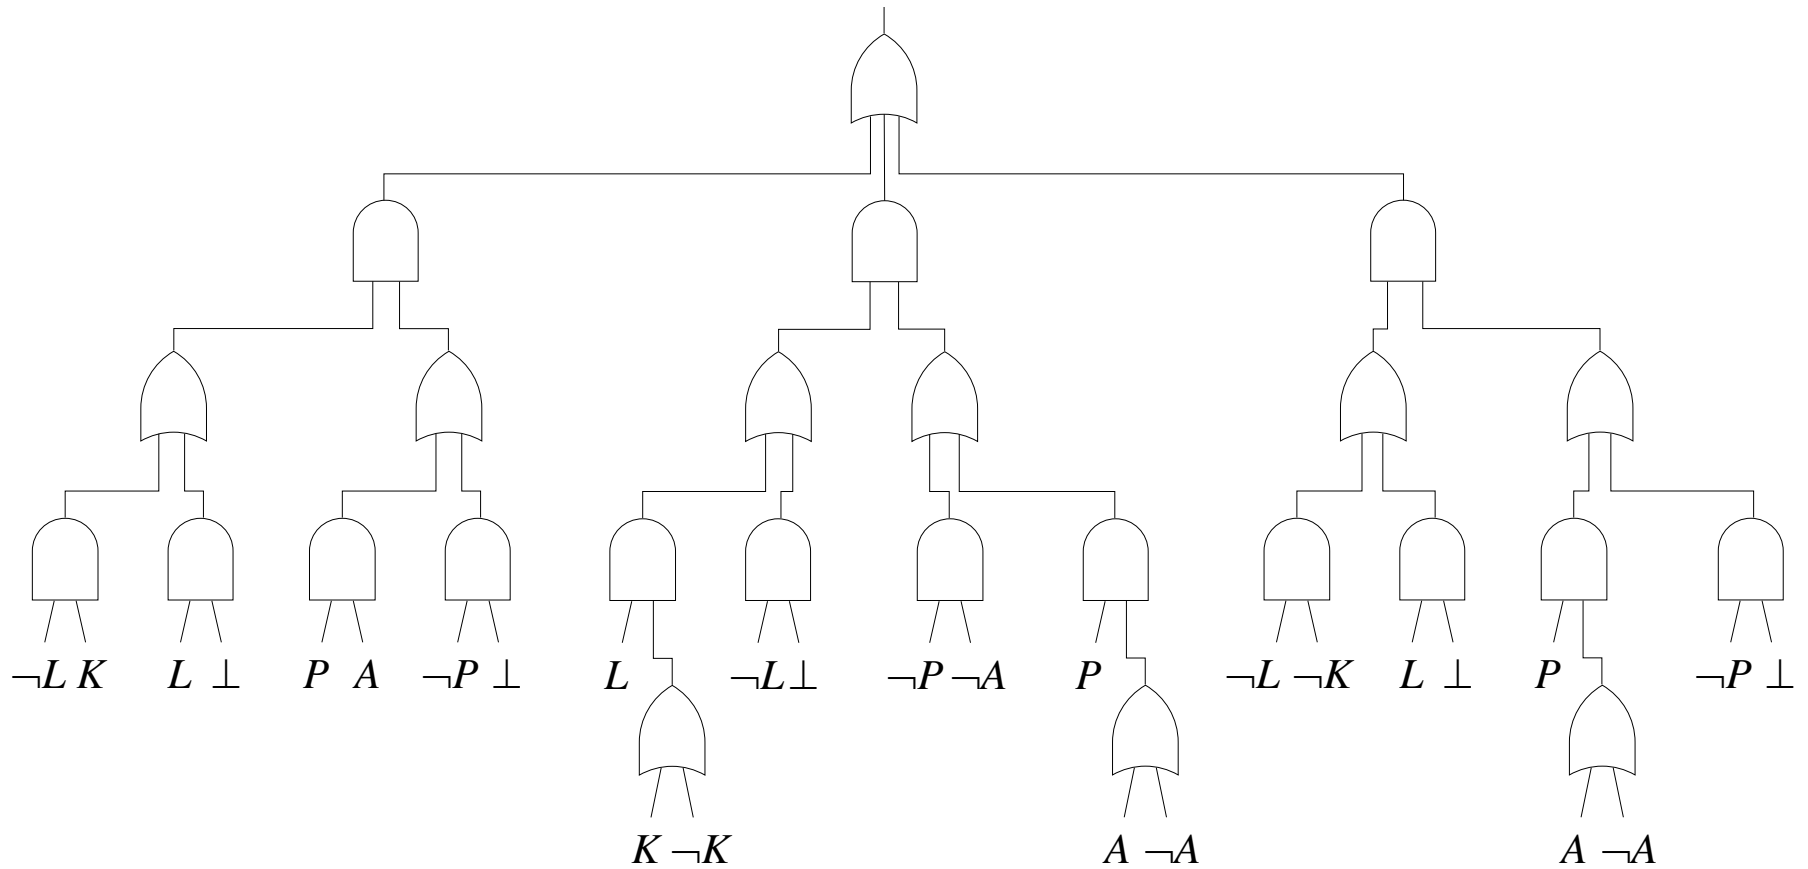 ¬L K L ⊥ P A ¬P ⊥ L ¬L⊥ ¬P ¬A P ¬L ¬K L ⊥ P ¬P ⊥
K ¬K A ¬A A ¬A